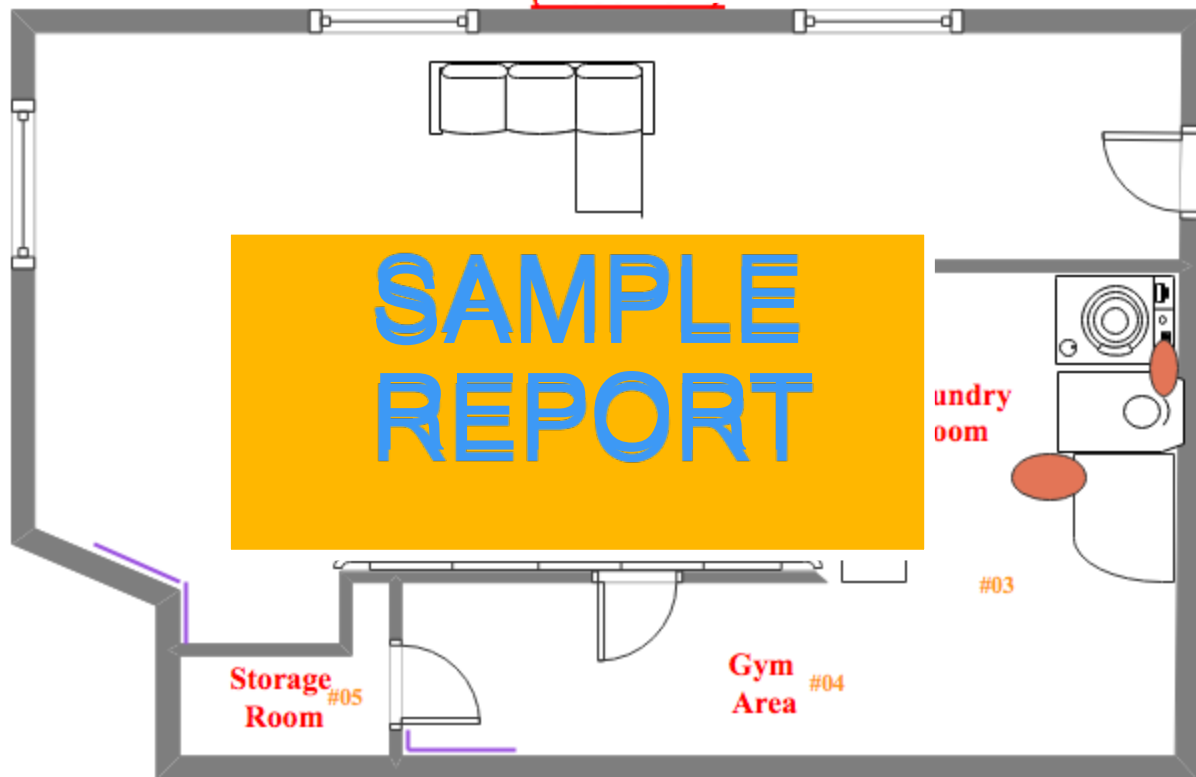 SAMPLE
REPORT
undry
oom
#03
Storage
#05
Room
Gym
#04
Area